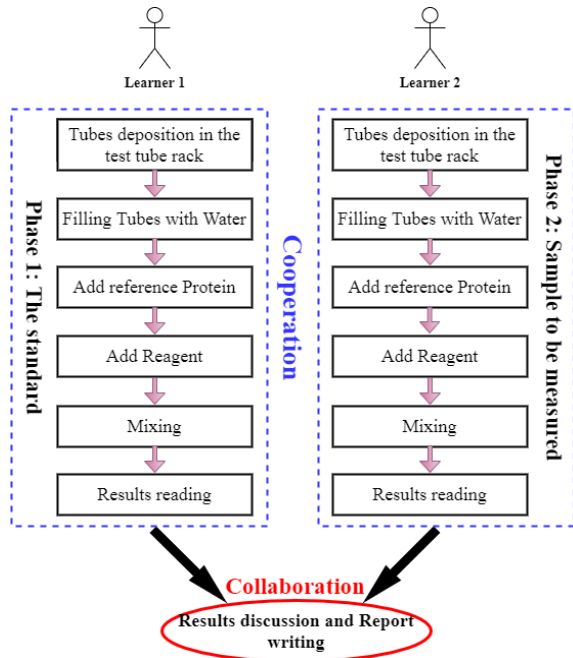 Learner 1
Learner 2
Phase 1: The standard
Tubes deposition in the
test tube rack
Filling Tubes with Water
Add reference Protein
Add Reagent
Mixing
Results reading
Cooperation
Tubes deposition in the
test tube rack
Filling Tubes with Water
Add reference Protein
Add Reagent
Mixing
Results reading
Phase 2: Sample to be measured
Collaboration
Results discussion and Report
writing